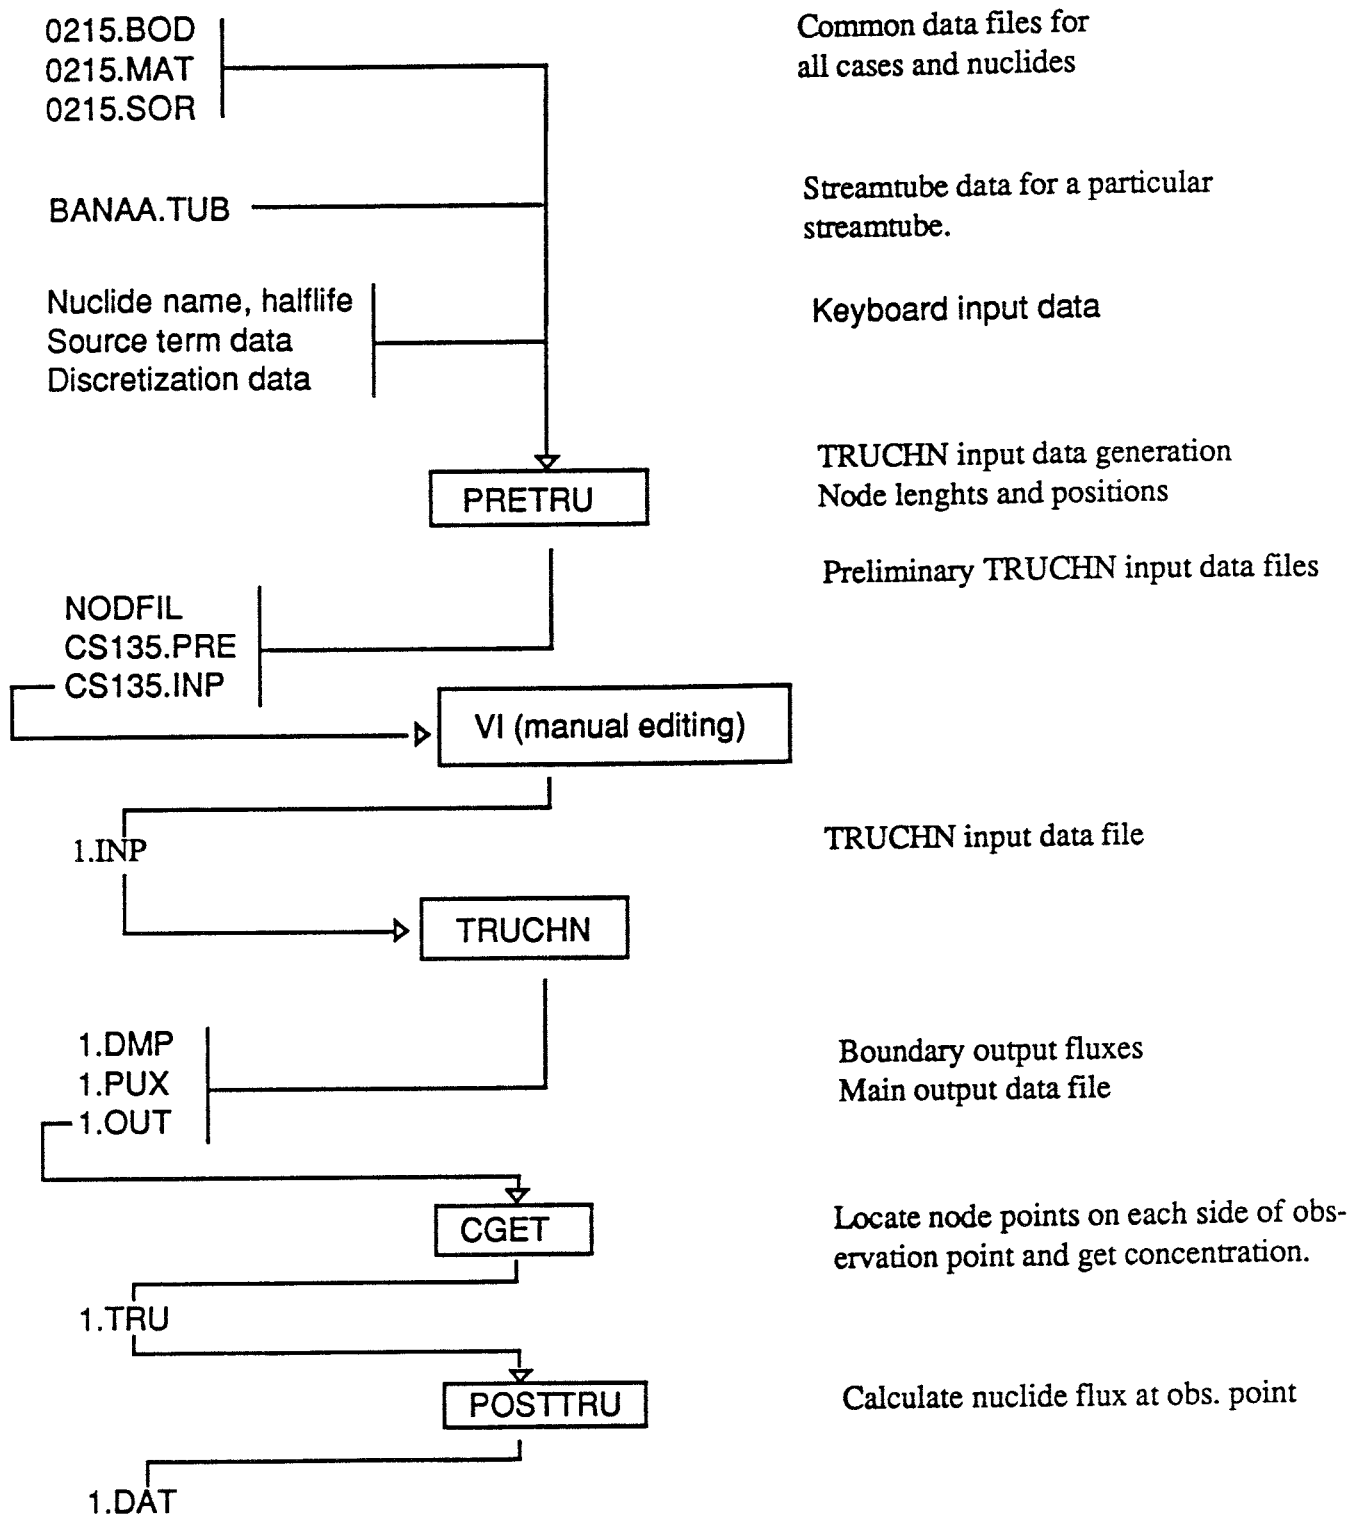 0215.BOD
0215.MAT
0215.SOR
Common data files for
all cases and nuclides
BANAA.TUB
Streamtube data for a particular
streamtube.
Nuclide name, halflife
Source term data
Discretization data
Keyboard input data
PRETRU
TRUCHN input data generation
Node lenghts and positions
Preliminary TRUCHN input data files
NODFIL
CS135.PRE
CS135.INP
VI (manual editing)
1.INP
TRUCHN input data file
TRUCHN
1.DMP
1.PUX
1.OUT
Boundary output fluxes
Main output data file
CGET
Locate node points on each side of obs-
ervation point and get concentration.
1.TRU
POSTTRU
Calculate nuclide flux at obs. point
1.DAT